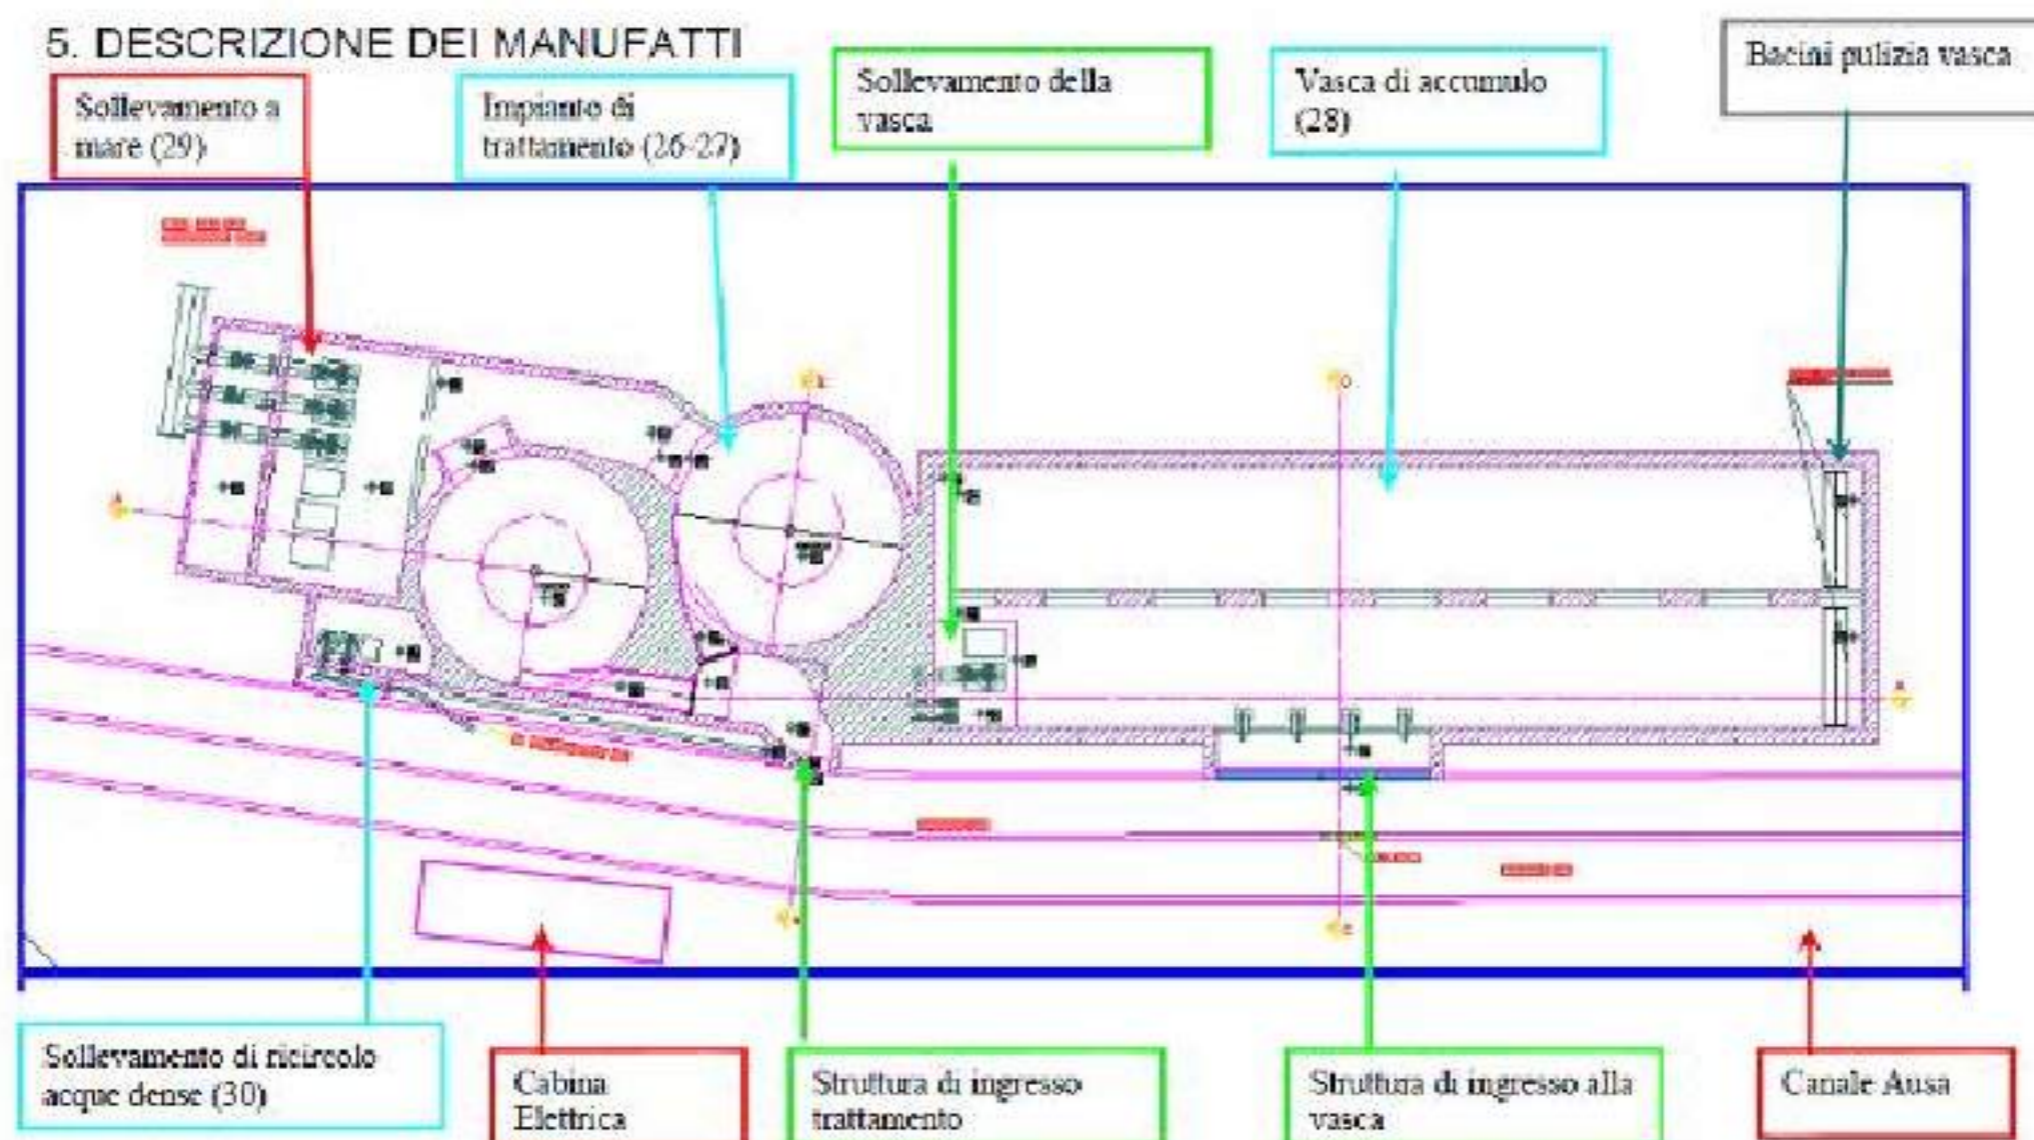 5. DESCRIZIONE DEI MANUFATTI
Sollevamento a
mare (29)
Impianto di
trattamento (26-27)
Sollevamento della
vasca
Vasca di accumulo
(28)
Bacini pulizia vasca
Sollevamento di ricircolo
acque dense (30)
Cabina
Elettrica
Struttura di ingresso
trattamento
Struttura di ingresso alla
vasca
Canale Ausa